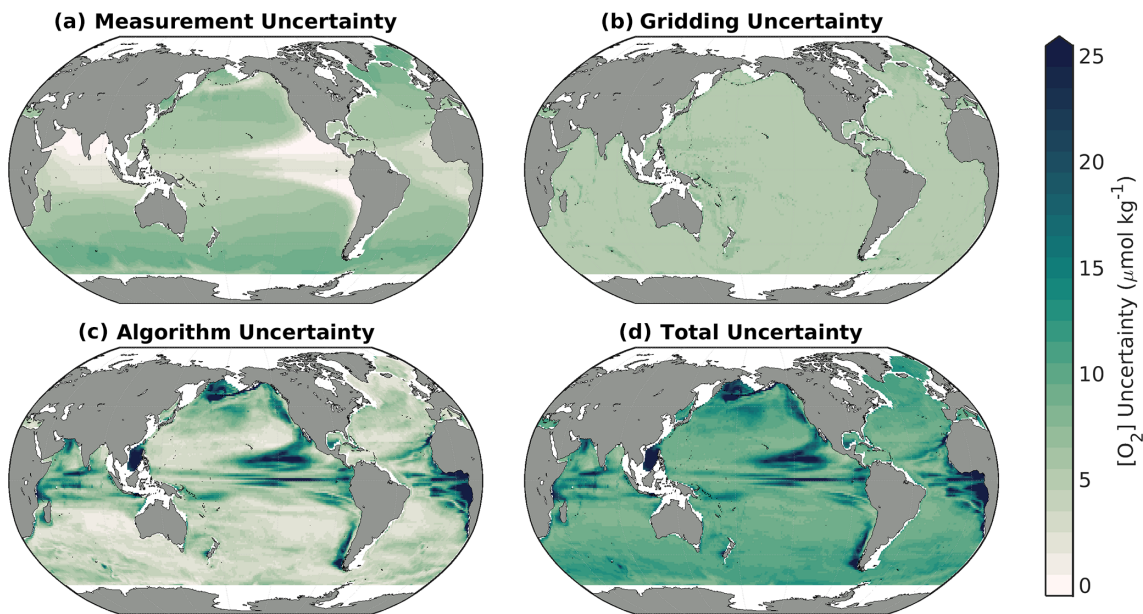 (a) Measurement Uncertainty
(b) Gridding Uncertainty
(c) Algorithm Uncertainty
(d) Total Uncertainty
25
20
15
10
5
0
[O₂] Uncertainty (μmol kg⁻¹)